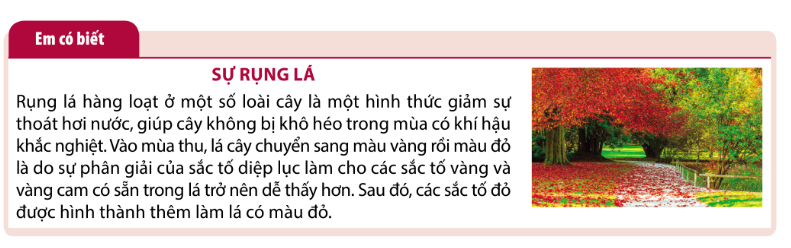 Em có biết
SỰ RỤNG LÁ
Rụng lá hàng loạt ở một số loài cây là một hình thức giảm sự
thoát hơi nước, giúp cây không bị khô héo trong mùa có khí hậu
khắc nghiệt. Vào mùa thu, lá cây chuyển sang màu vàng rồi màu đỏ
là do sự phân giải của sắc tố diệp lục làm cho các sắc tố vàng và
vàng cam có sẵn trong lá trở nên dễ thấy hơn. Sau đó, các sắc tố đỏ
được hình thành thêm làm lá có màu đỏ.